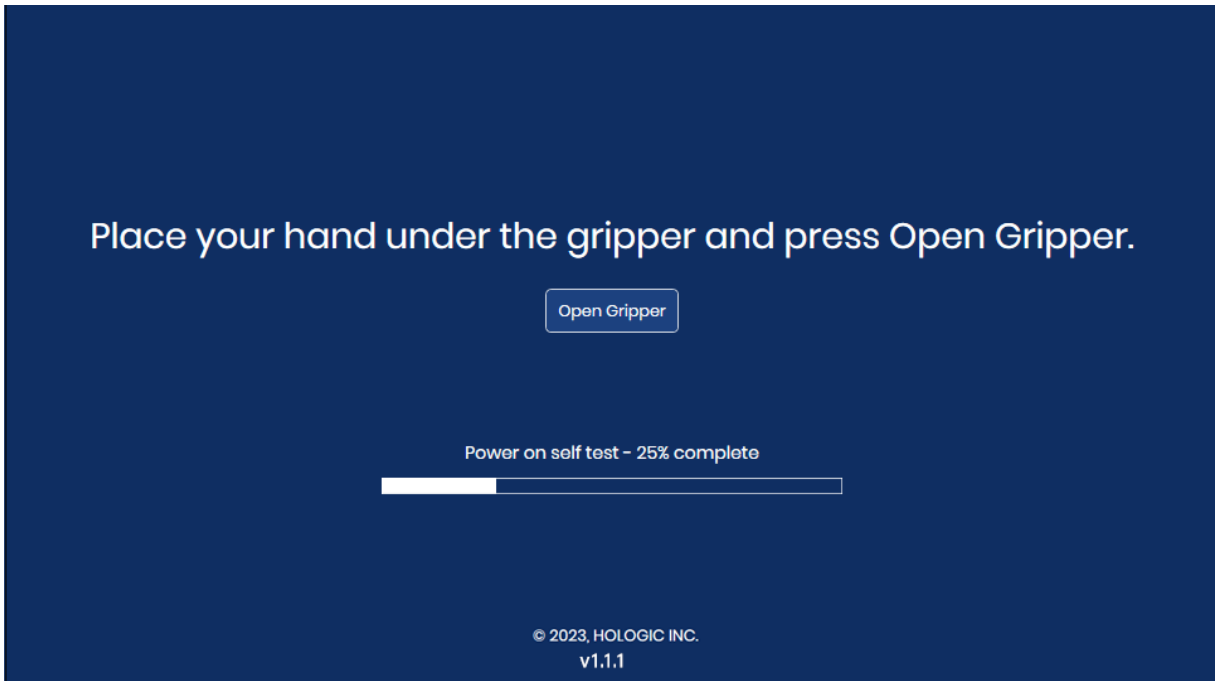 Place your hand under the gripper and press Open Gripper.
Open Gripper
Power on self test - 25% complete
© 2023, HOLOGIC INC.
v1.1.1